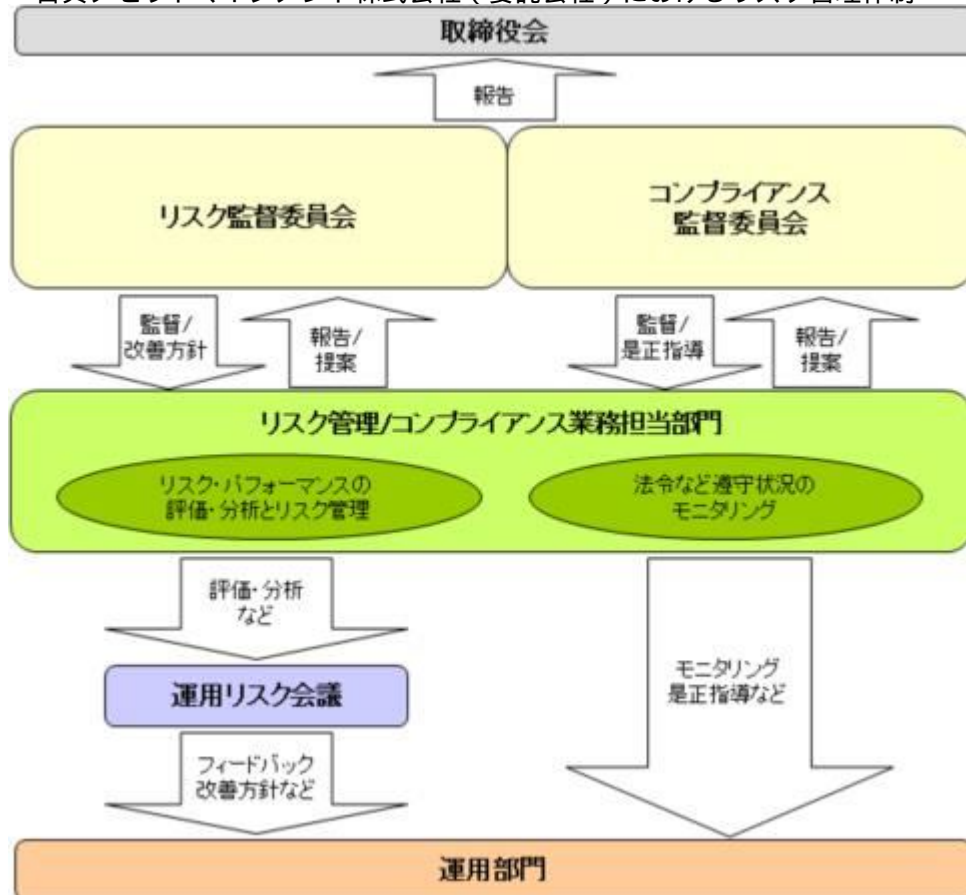 取締役会
報告
リスク監督委員会
コンプライアンス
監督委員会
監督/
改善方針
報告/
提案
監督/
是正指導
報告/
提案
リスク管理/コンプライアンス業務担当部門
リスク・パフォーマンスの
評価・分析とリスク管理
法令など遵守状況の
モニタリング
評価・分析
など
運用リスク会議
モニタリング
是正指導など
フィードバック
改善方針など
運用部門